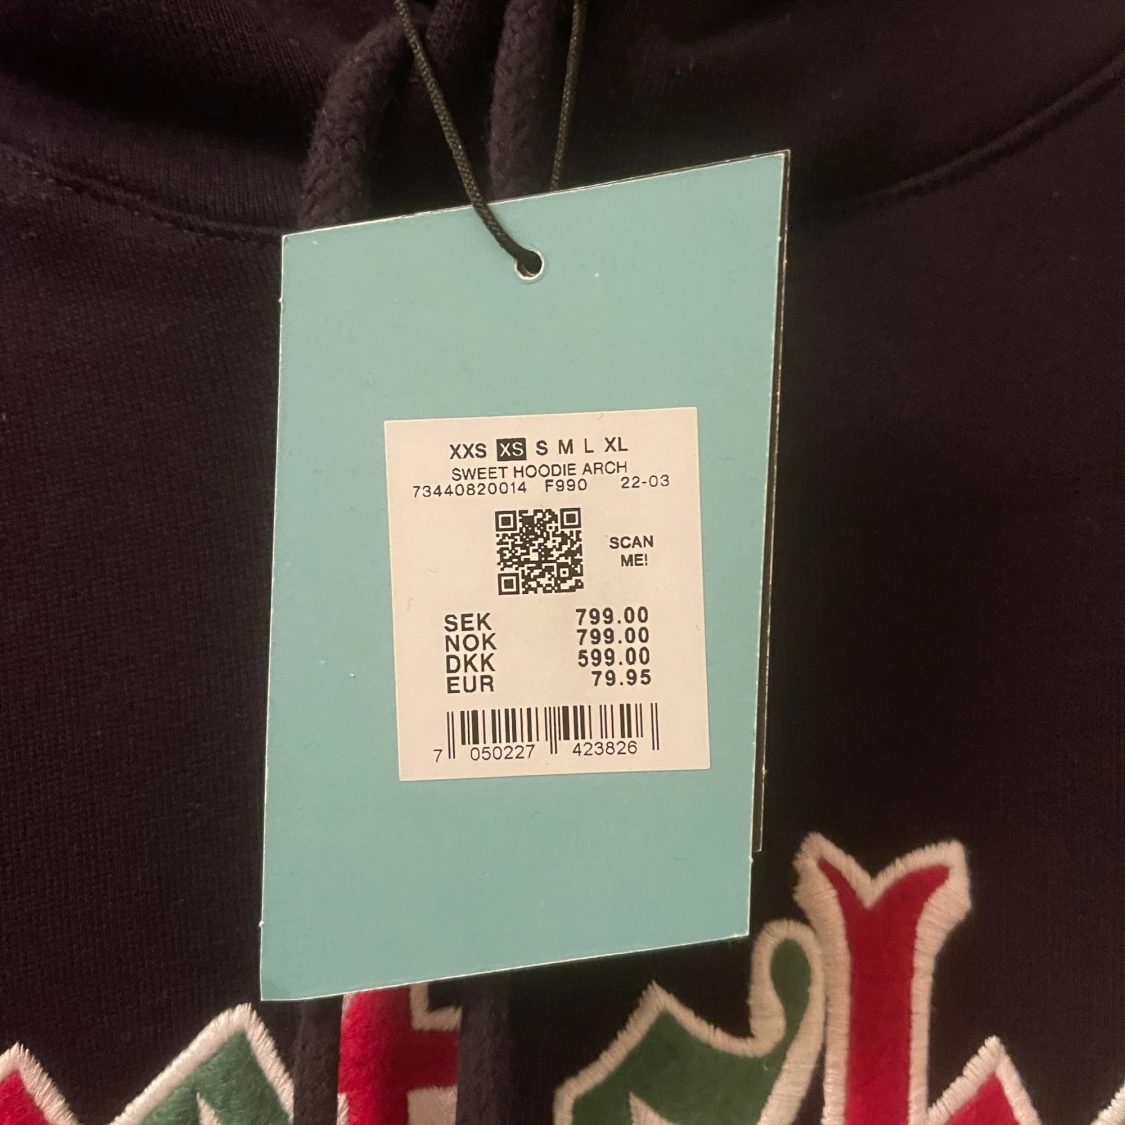 XXS XS S M L XL
SWEET HOODIE ARCH
73440820014 F990 22-03
SCAN
ME!
SEK 799.00
NOK 799.00
DKK 599.00
EUR 79.95
7 050227 423826